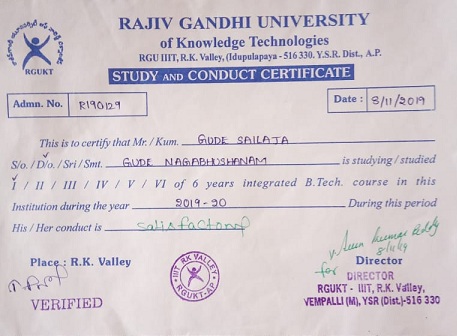 RAJIV GANDHI UNIVERSITY
of Knowledge Technologies
RGU IIIT, R.K. Valley, (Idupulapaya - 516 330. Y.S.R. Dist., A.P.
RGUKT
STUDY AND CONDUCT CERTIFICATE
Admn. No. R190129
Date : 8/11/2019
This is to certify that Mr. / Kum. GUDE SAILAJA
S/o. / D/o. / Sri / Smt. GUDE NAGABHUSHANAM is studying / studied
I / II / III / IV / V / VI of 6 years integrated B.Tech. course in this
Institution during the year 2019-20 During this period
His / Her conduct is satisfactory
Place : R.K. Valley
VERIFIED
IIIT RK VALLEY
RGUKT-AP
8/11/19
Director
for DIRECTOR
RGUKT - IIIT, R.K. Valley,
VEMPALLI (M), YSR (Dist.)-516 330